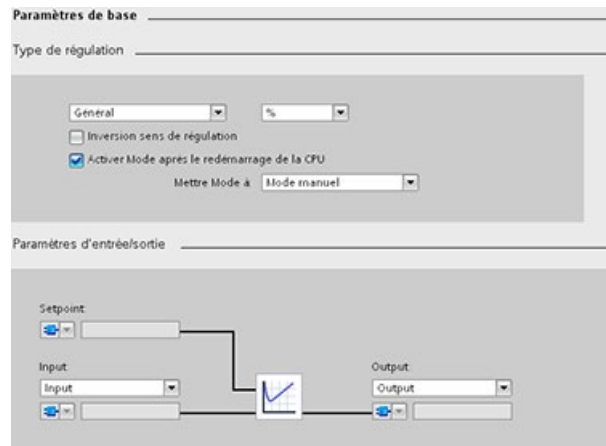 Paramètres de base
Type de régulation
Général
%
Inversion sens de régulation
Activer Mode après le redémarrage de la CPU
Mettre Mode à Mode manuel
Paramètres d'entrée/sortie
Setpoint:
Input: Output:
Input Output